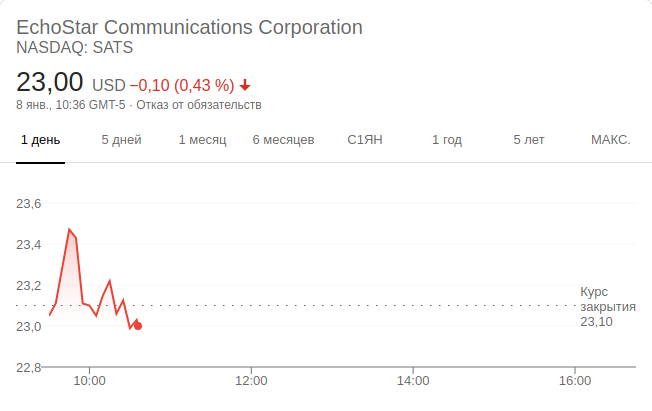 EchoStar Communications Corporation
NASDAQ: SATS
23,00 USD −0,10 (0,43 %)
8 янв., 10:36 GMT-5 · Отказ от обязательств
1 день 5 дней 1 месяц 6 месяцев С1ЯН 1 год 5 лет МАКС.
23,6
23,4
23,2
Курс
закрытия
23,10
23,0
22,8
10:00 12:00 14:00 16:00